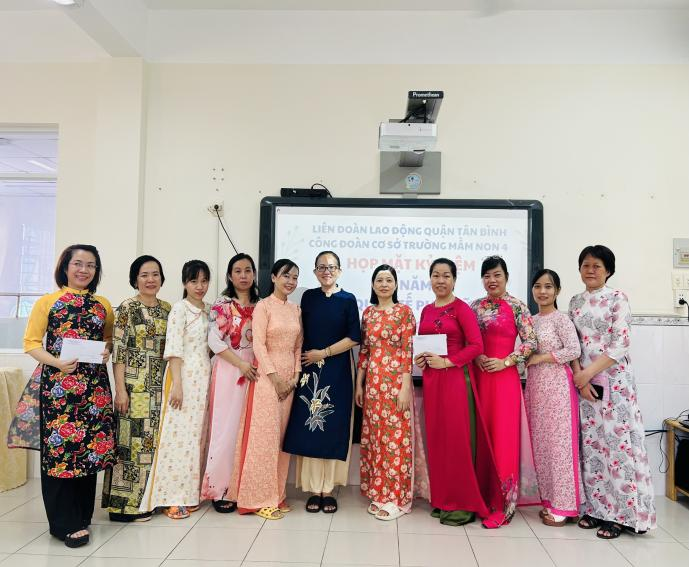 Promethean
LIÊN ĐOÀN LAO ĐỘNG QUẬN TÂN BÌNH
CÔNG ĐOÀN CƠ SỞ TRƯỜNG MẦM NON 4
HỌP MẶT KỶ
NĂM